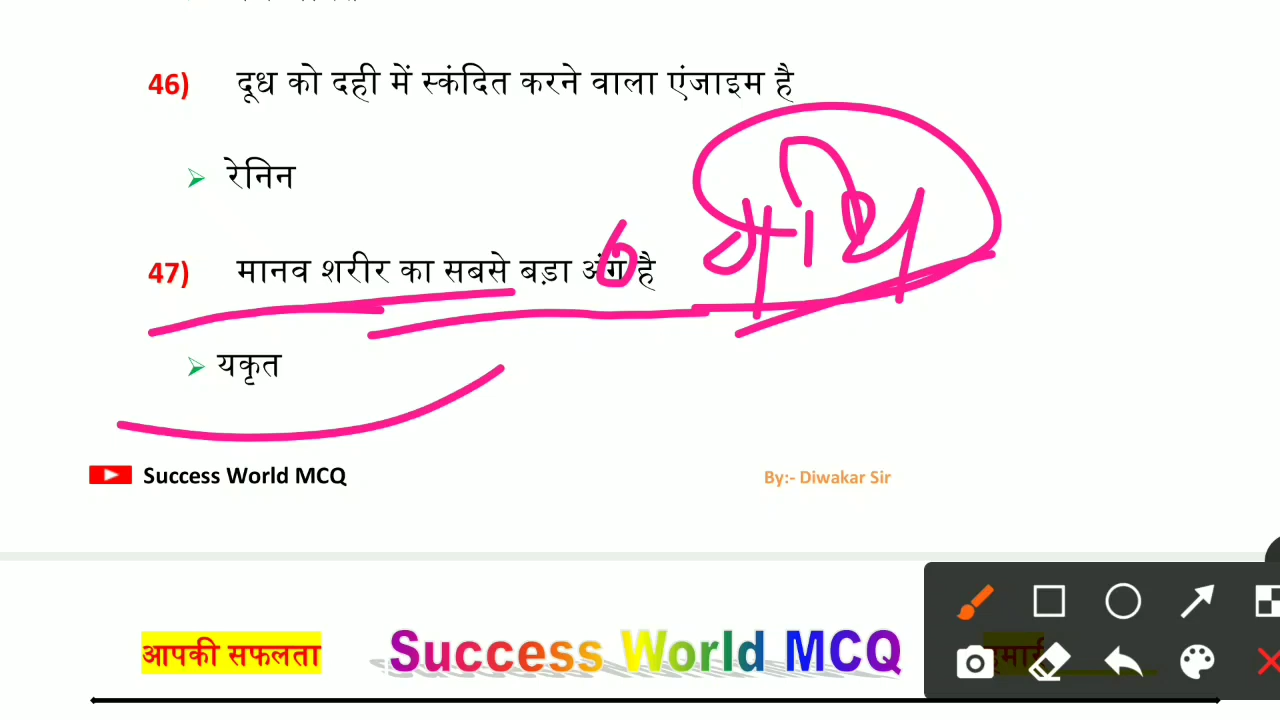 46) दूध को दही में स्कंदित करने वाला एंजाइम है
➢ रेनिन
47) मानव शरीर का सबसे बड़ा अंग है
ग्रंथि
➢ यकृत
Success World MCQ
By:- Diwakar Sir
आपकी सफलता
Success World MCQ